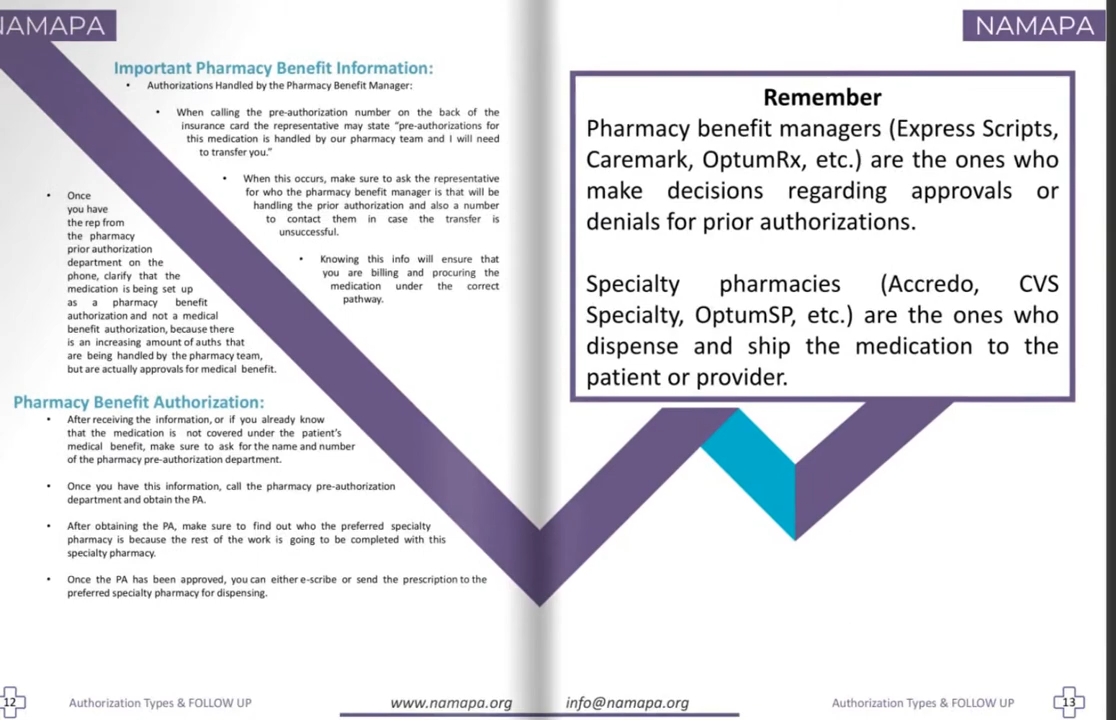 NAMAPA
Important Pharmacy Benefit Information:
• Authorizations Handled by the Pharmacy Benefit Manager:
• When calling the pre-authorization number on the back of the
insurance card the representative may state “pre-authorizations for
this medication is handled by our pharmacy team and I will need
to transfer you.”
• When this occurs, make sure to ask the representative
for who the pharmacy benefit manager is that will be
handling the prior authorization and also a number
to contact them in case the transfer is
unsuccessful.
• Knowing this info will ensure that
you are billing and procuring the
medication under the correct
pathway.
• Once
you have
the rep from
the pharmacy
prior authorization
department on the
phone, clarify that the
medication is being set up
as a pharmacy benefit
authorization and not a medical
benefit authorization, because there
is an increasing amount of auths that
are being handled by the pharmacy team,
but are actually approvals for medical benefit.
Pharmacy Benefit Authorization:
• After receiving the information, or if you already know
that the medication is not covered under the patient’s
medical benefit, make sure to ask for the name and number
of the pharmacy pre-authorization department.
• Once you have this information, call the pharmacy pre-authorization
department and obtain the PA.
• After obtaining the PA, make sure to find out who the preferred specialty
pharmacy is because the rest of the work is going to be completed with this
specialty pharmacy.
• Once the PA has been approved, you can either e-scribe or send the prescription to the
preferred specialty pharmacy for dispensing.
12 Authorization Types & FOLLOW UP www.namapa.org
NAMAPA
Remember
Pharmacy benefit managers (Express Scripts,
Caremark, OptumRx, etc.) are the ones who
make decisions regarding approvals or
denials for prior authorizations.
Specialty pharmacies (Accredo, CVS
Specialty, OptumSP, etc.) are the ones who
dispense and ship the medication to the
patient or provider.
info@namapa.org Authorization Types & FOLLOW UP 13